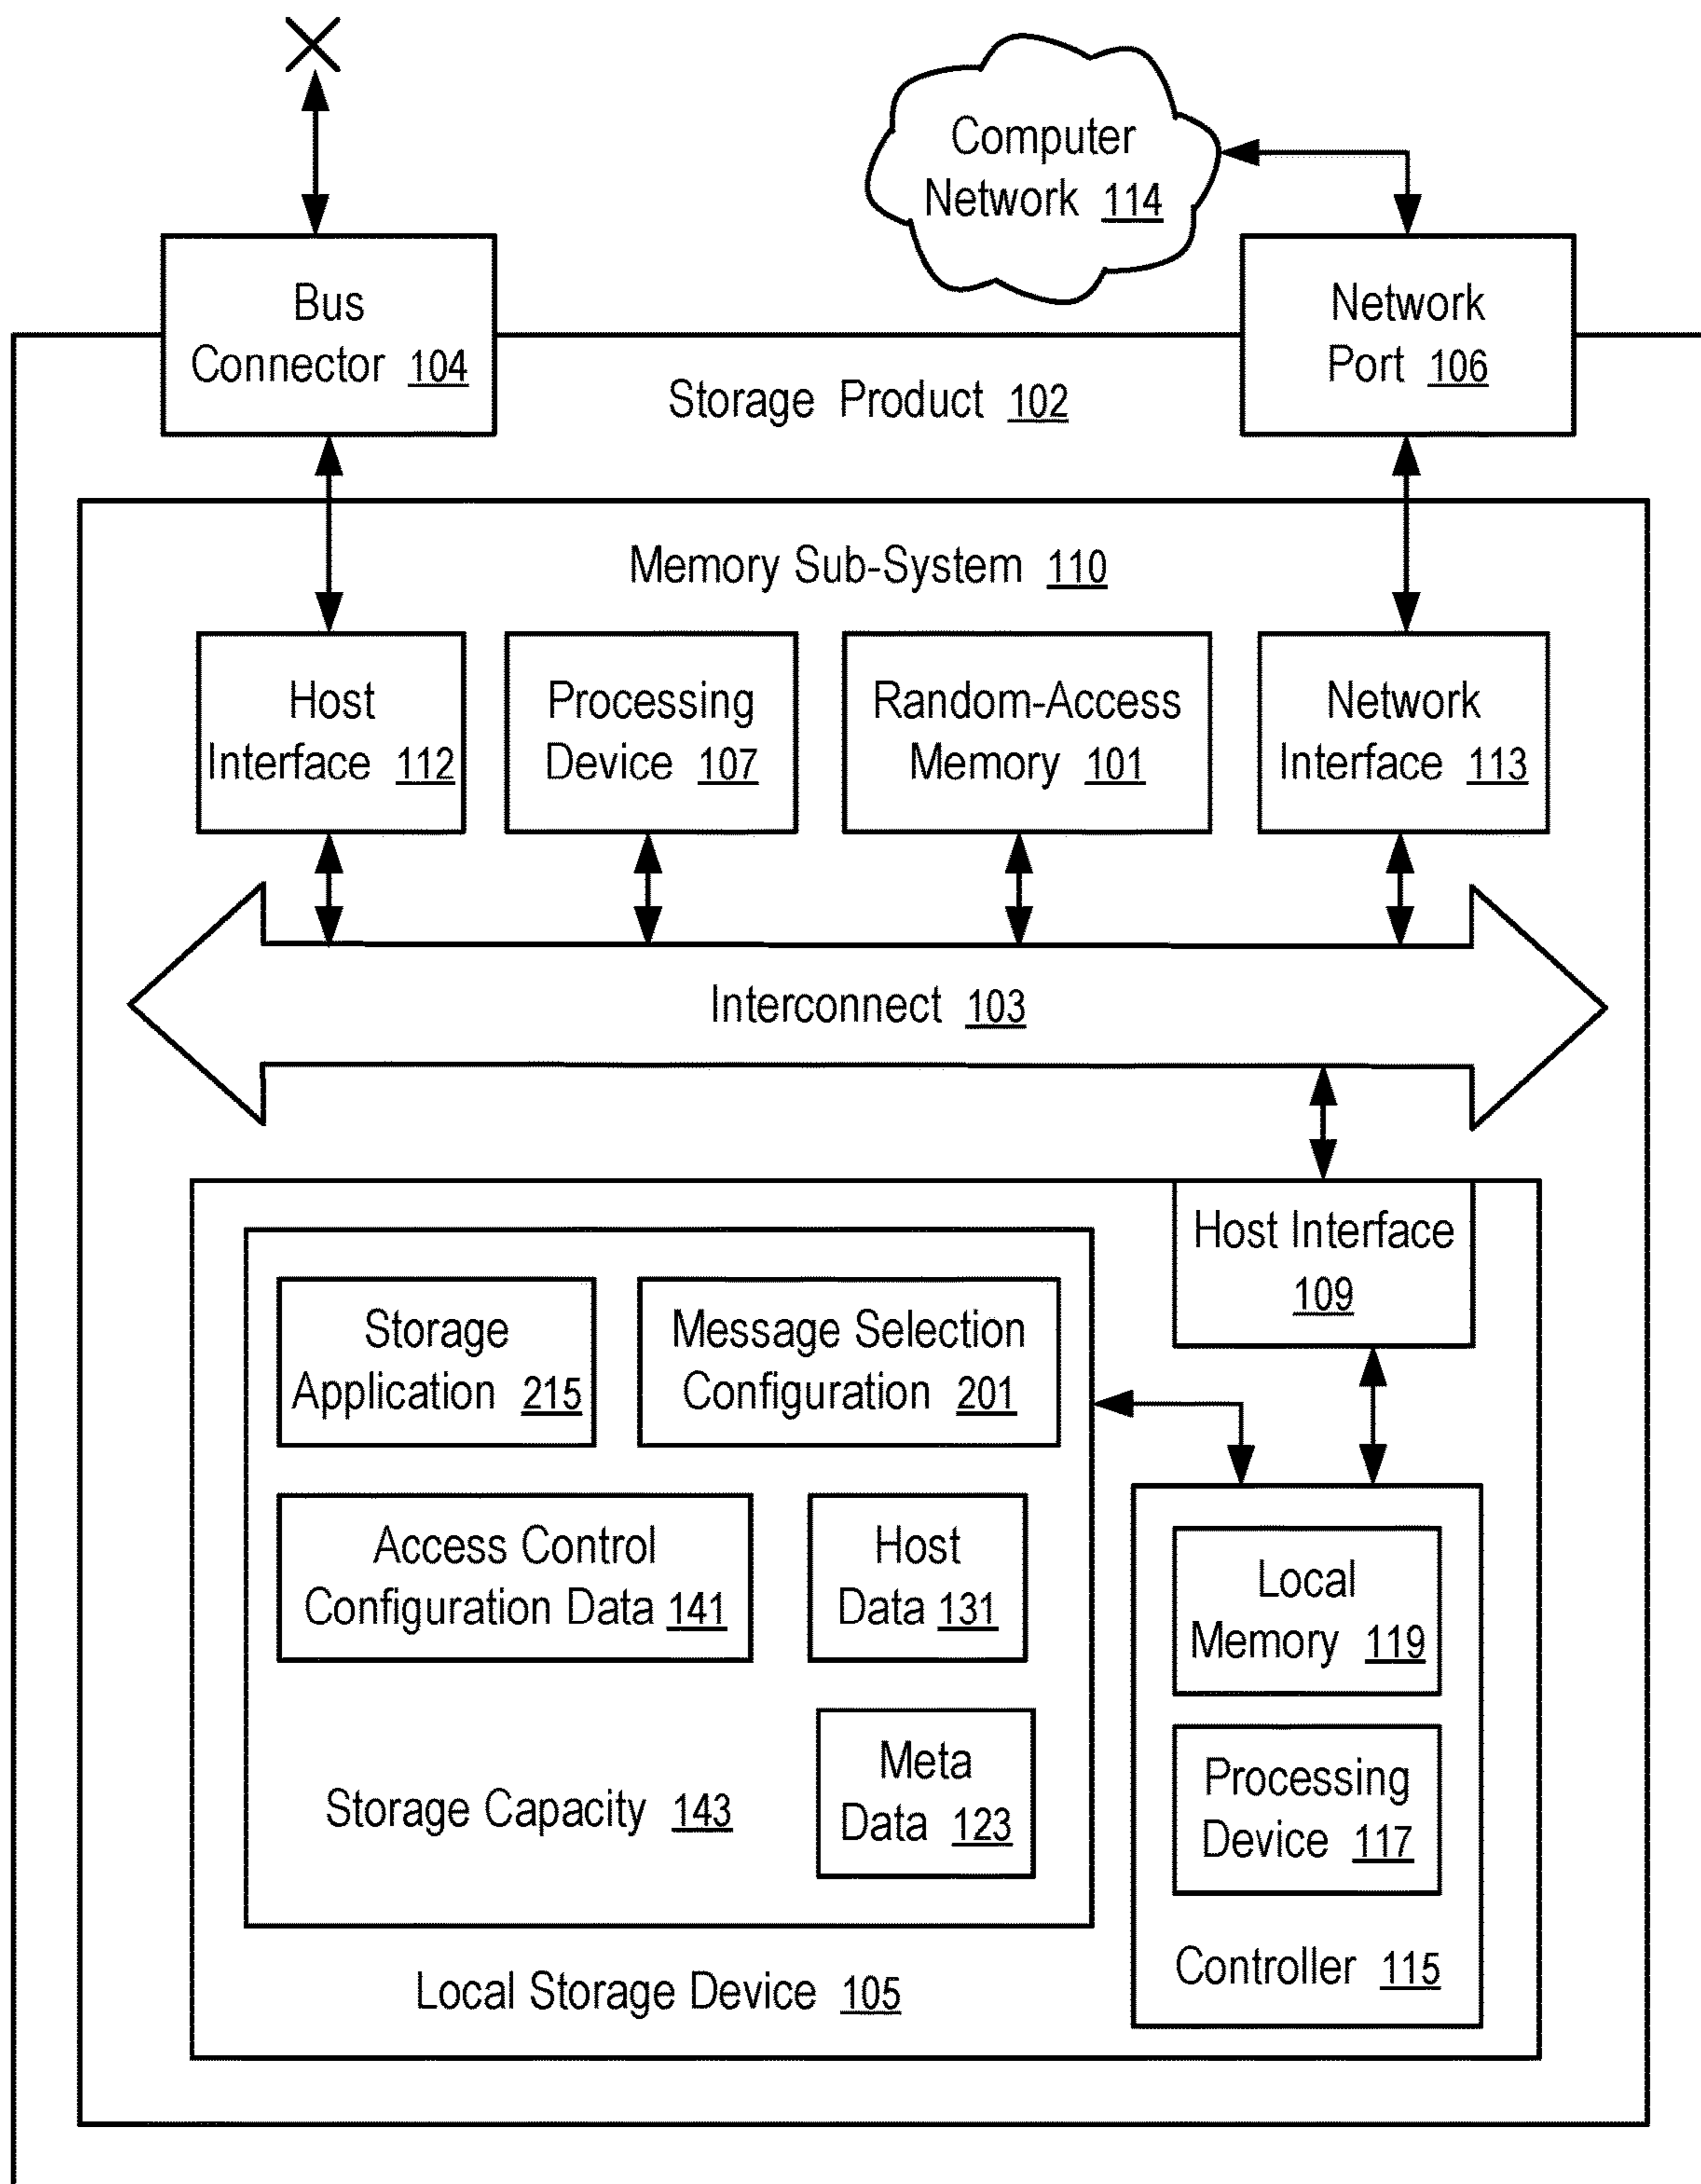 Computer
Network 114
Bus
Connector 104
Network
Port 106
Storage Product 102
Memory Sub-System 110
Host
Interface 112
Processing
Device 107
Random-Access
Memory 101
Network
Interface 113
Interconnect 103
Host Interface
109
Storage
Application 215
Message Selection
Configuration 201
Access Control
Configuration Data 141
Host
Data 131
Local
Memory 119
Meta
Data 123
Processing
Device 117
Storage Capacity 143
Controller 115
Local Storage Device 105